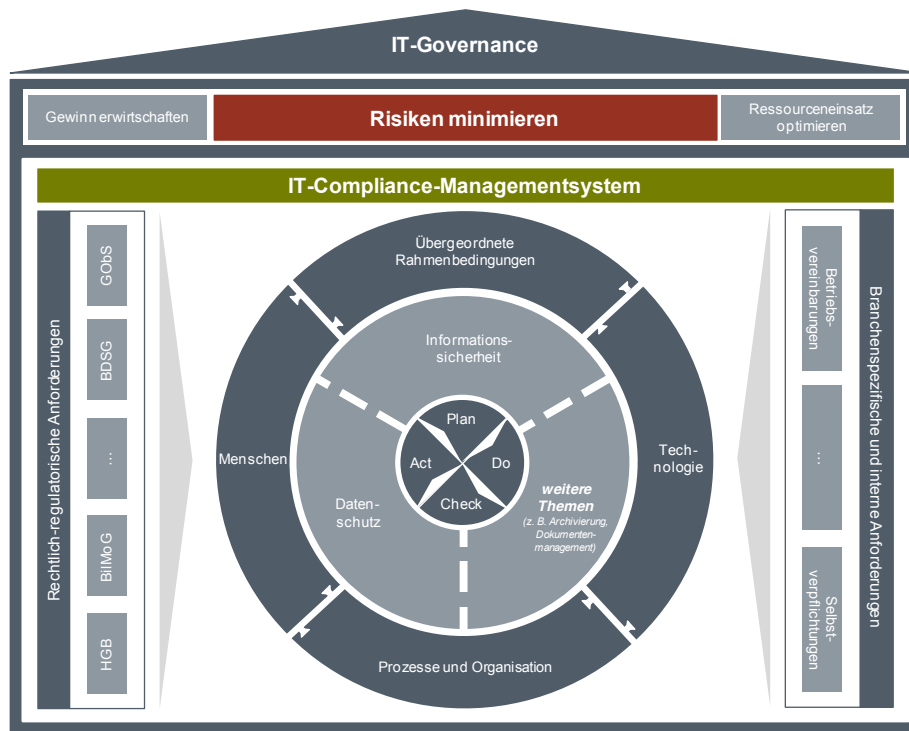 IT-Governance
Gewinn erwirtschaften
Risiken minimieren
Ressourceneinsatz
optimieren
IT-Compliance-Managementsystem
Rechtlich-regulatorische Anforderungen
GObS
BDSG
...
BilMoG
HGB
Übergeordnete
Rahmenbedingungen
Informations-
sicherheit
Plan
Act
Do
Check
Menschen
Daten-
schutz
weitere
Themen
(z. B. Archivierung,
Dokumenten-
management)
Tech-
nologie
Prozesse und Organisation
Betriebs-
vereinbarungen
...
Selbst-
verpflichtungen
Branchenspezifische und interne Anforderungen